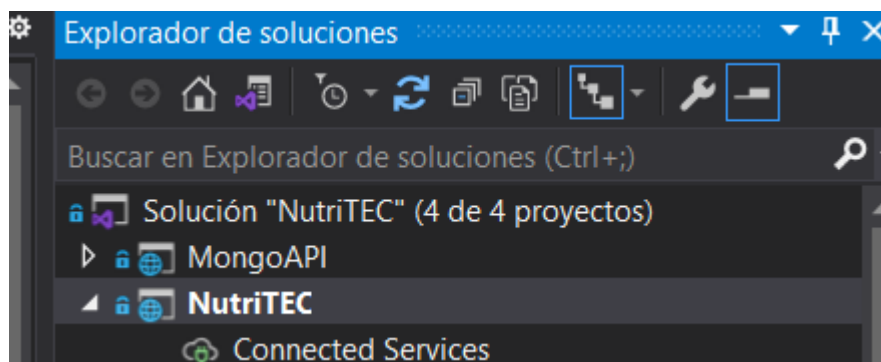 Explorador de soluciones
Buscar en Explorador de soluciones (Ctrl+;)
Solución "NutriTEC" (4 de 4 proyectos)
MongoAPI
NutriTEC
Connected Services